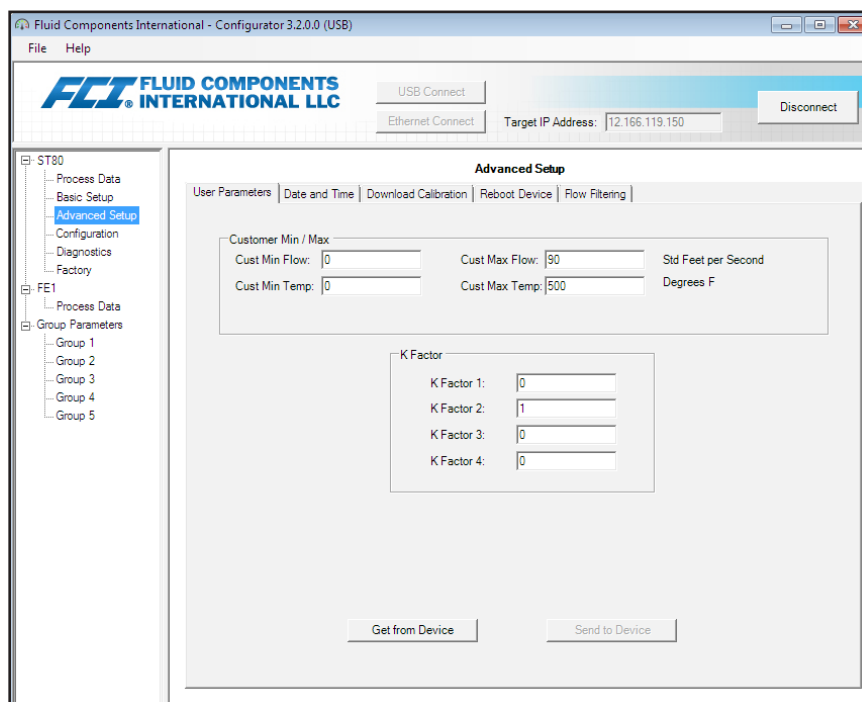 Fluid Components International - Configurator 3.2.0.0 (USB)
File Help
FCI. FLUID COMPONENTS
® INTERNATIONAL LLC
USB Connect
Ethernet Connect
Target IP Address: 12.166.119.150
Disconnect
ST80
Process Data
Basic Setup
Advanced Setup
Configuration
Diagnostics
Factory
FE1
Process Data
Group Parameters
Group 1
Group 2
Group 3
Group 4
Group 5
Advanced Setup
User Parameters Date and Time Download Calibration Reboot Device Flow Filtering
Customer Min / Max
Cust Min Flow: 0 Cust Max Flow: 90 Std Feet per Second
Cust Min Temp: 0 Cust Max Temp: 500 Degrees F
K Factor
K Factor 1: 0
K Factor 2: 1
K Factor 3: 0
K Factor 4: 0
Get from Device Send to Device